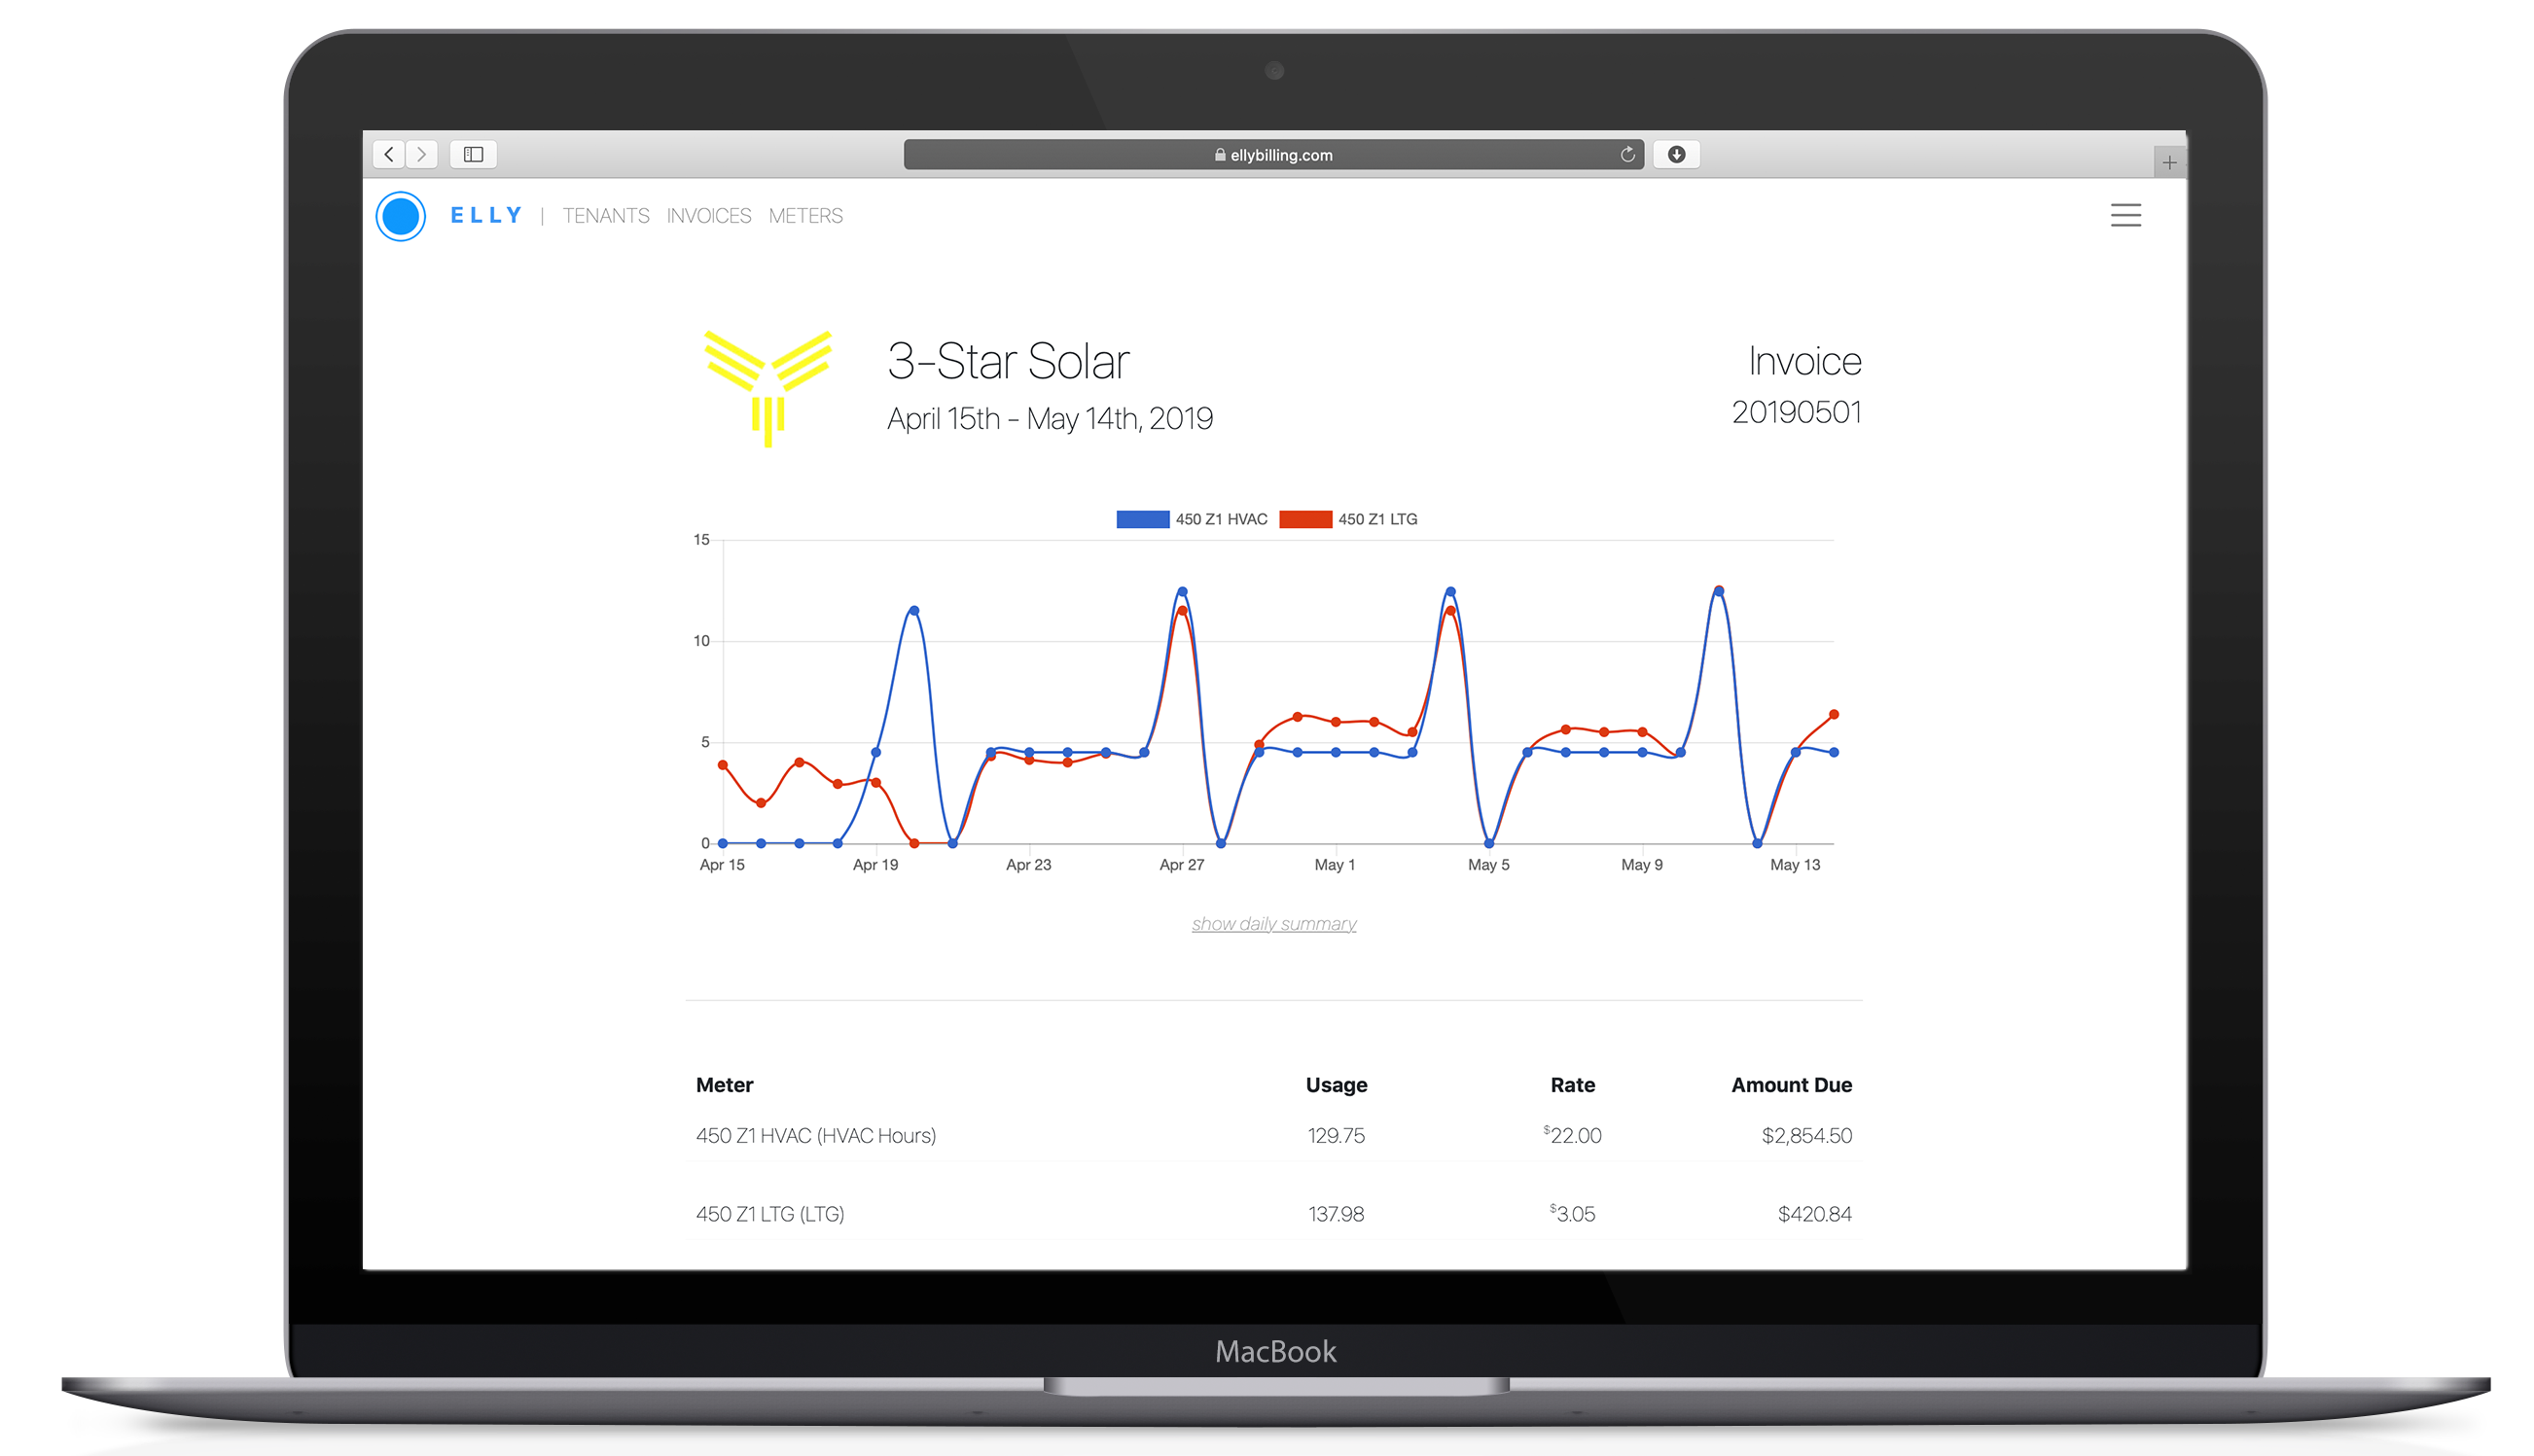 ellybilling.com
ELLY | TENANTS INVOICES METERS
3-Star Solar
April 15th - May 14th, 2019
Invoice
20190501
450 Z1 HVAC 450 Z1 LTG
15
10
5
0
Apr 15 Apr 19 Apr 23 Apr 27 May 1 May 5 May 9 May 13
show daily summary
Meter Usage Rate Amount Due
450 Z1 HVAC (HVAC Hours) 129.75 $22.00 $2,854.50
450 Z1 LTG (LTG) 137.98 $3.05 $420.84
MacBook